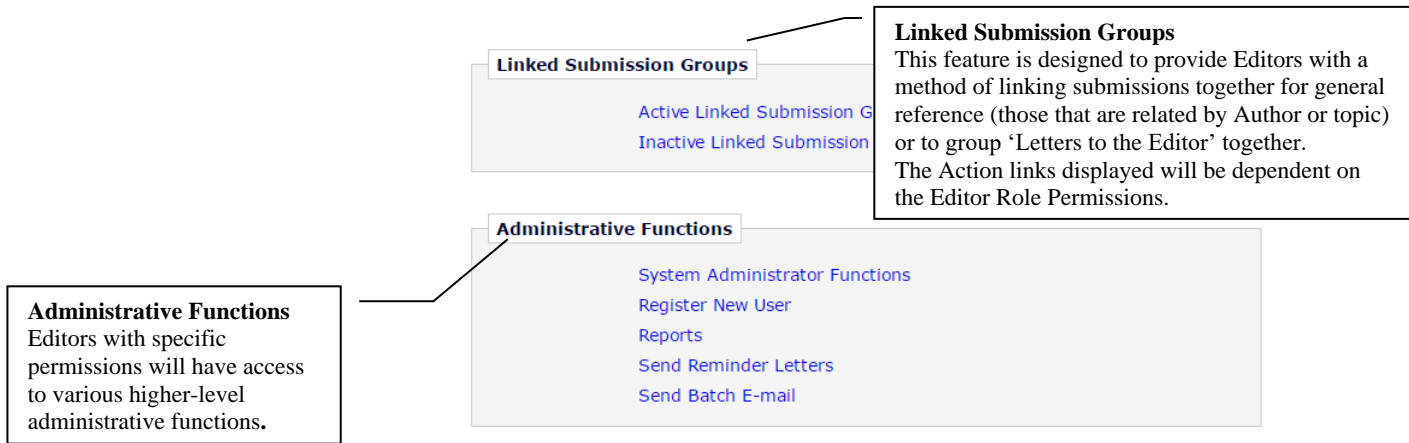 Linked Submission Groups
Active Linked Submission G
Inactive Linked Submission
Linked Submission Groups
This feature is designed to provide Editors with a
method of linking submissions together for general
reference (those that are related by Author or topic)
or to group ‘Letters to the Editor’ together.
The Action links displayed will be dependent on
the Editor Role Permissions.
Administrative Functions
System Administrator Functions
Register New User
Reports
Send Reminder Letters
Send Batch E-mail
Administrative Functions
Editors with specific
permissions will have access
to various higher-level
administrative functions.